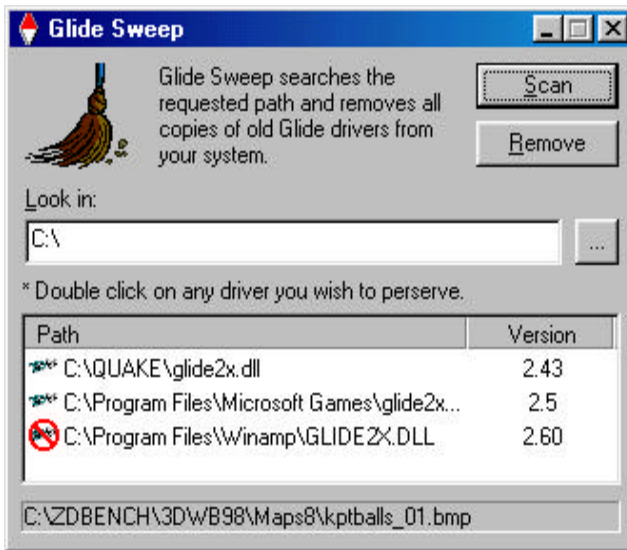 Glide Sweep
Glide Sweep searches the
requested path and removes all
copies of old Glide drivers from
your system.
Scan
Remove
Look in:
C:\
...
* Double click on any driver you wish to perserve.
Path Version
C:\QUAKE\glide2x.dll 2.43
C:\Program Files\Microsoft Games\glide2x... 2.5
C:\Program Files\Winamp\GLIDE2X.DLL 2.60
C:\ZDBENCH\3DWB98\Maps8\kptballs_01.bmp